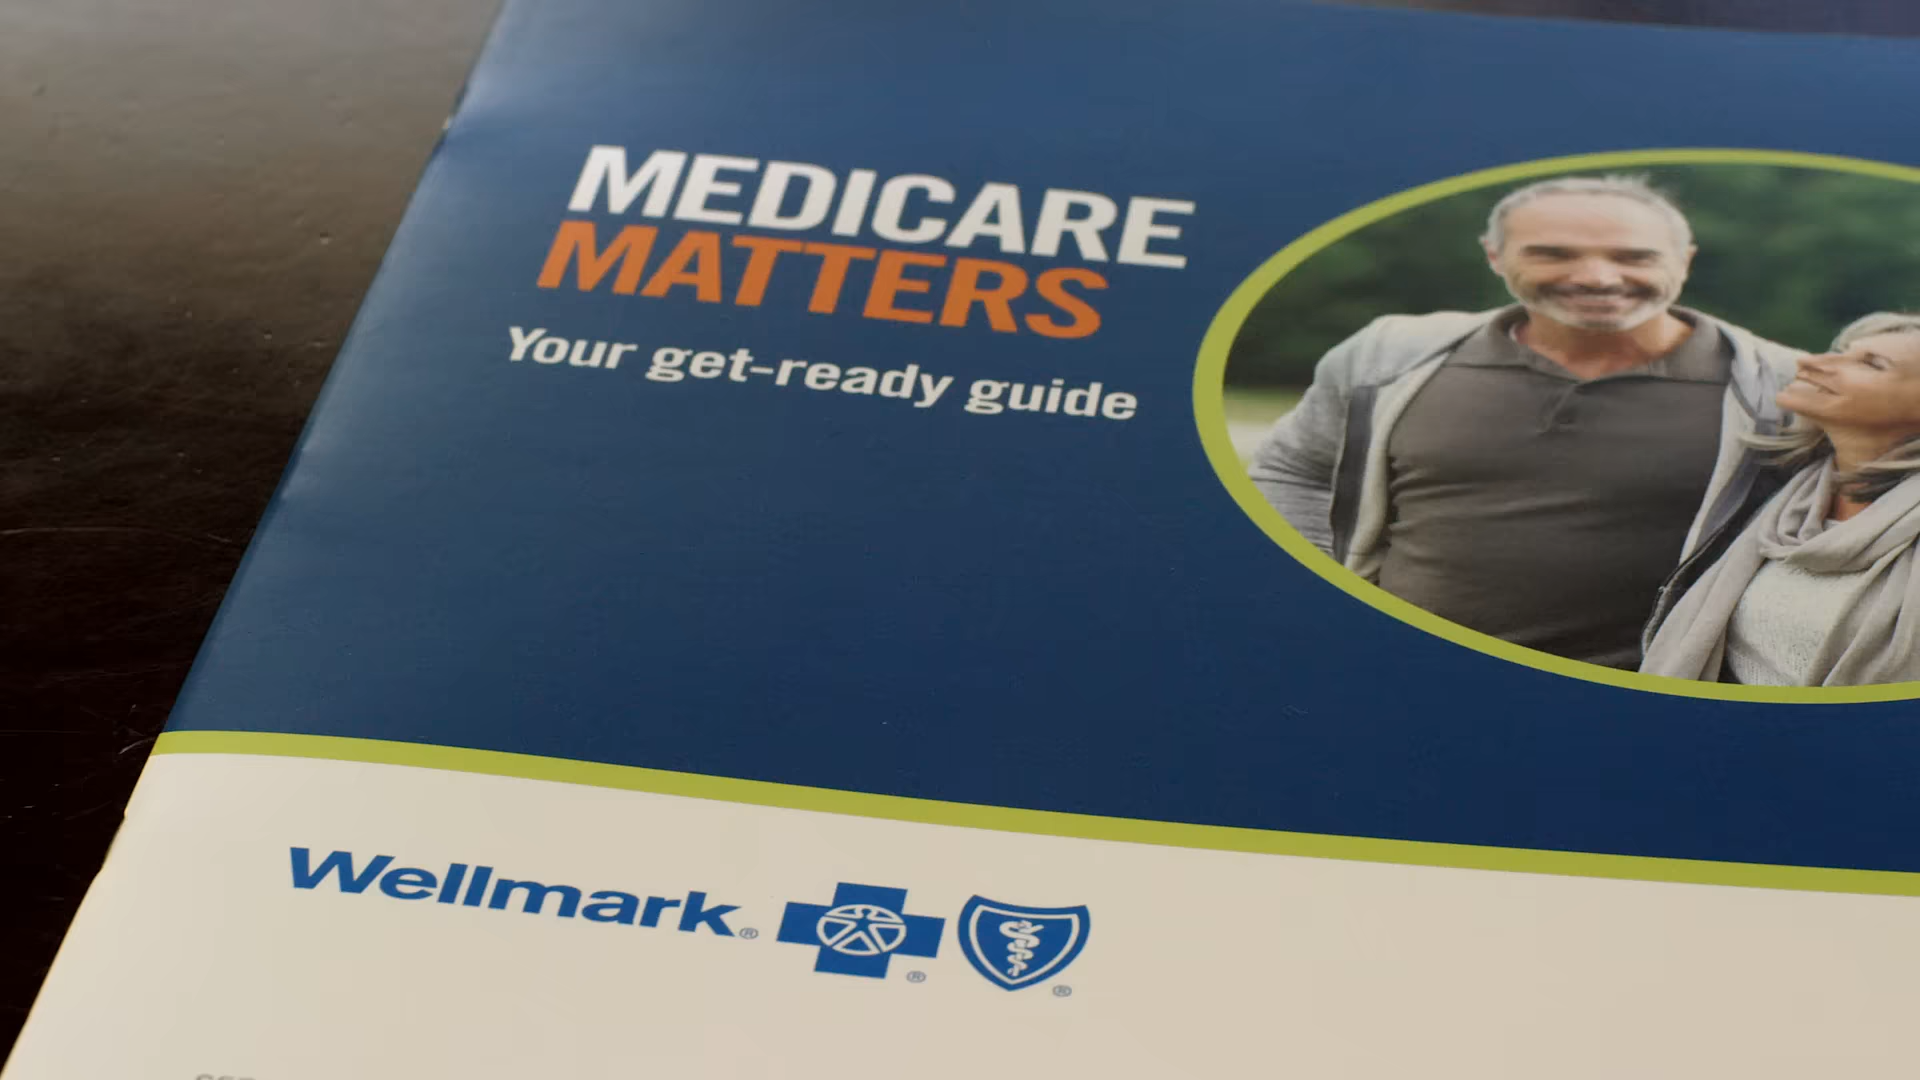 MEDICARE
MATTERS
Your get-ready guide
Wellmark®
®
®